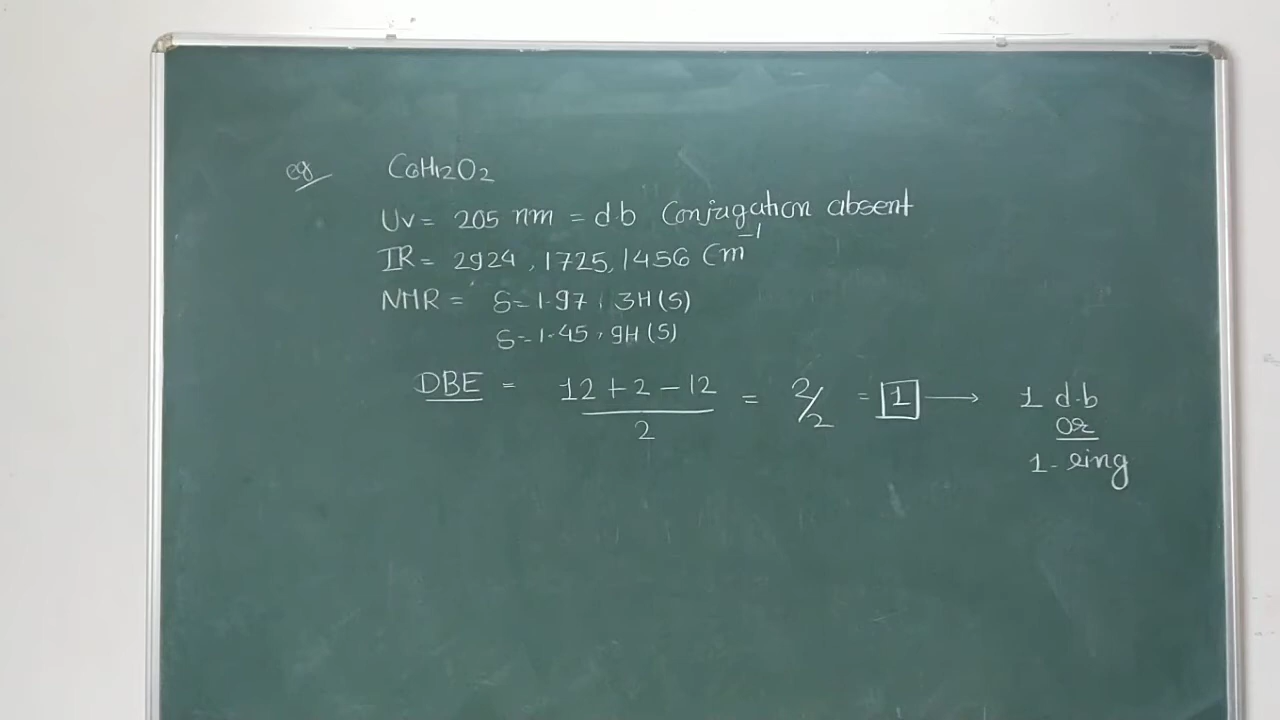 eg C6H12O2
UV = 205 nm = d.b Conjugation absent
IR = 2924, 1725, 1456 Cm⁻¹
NMR = δ = 1.97, 3H (S)
δ = 1.45, 9H (S)
DBE = 12 + 2 - 12 / 2 = 2/2 = 1 → 1 d.b
Or
1 - ring